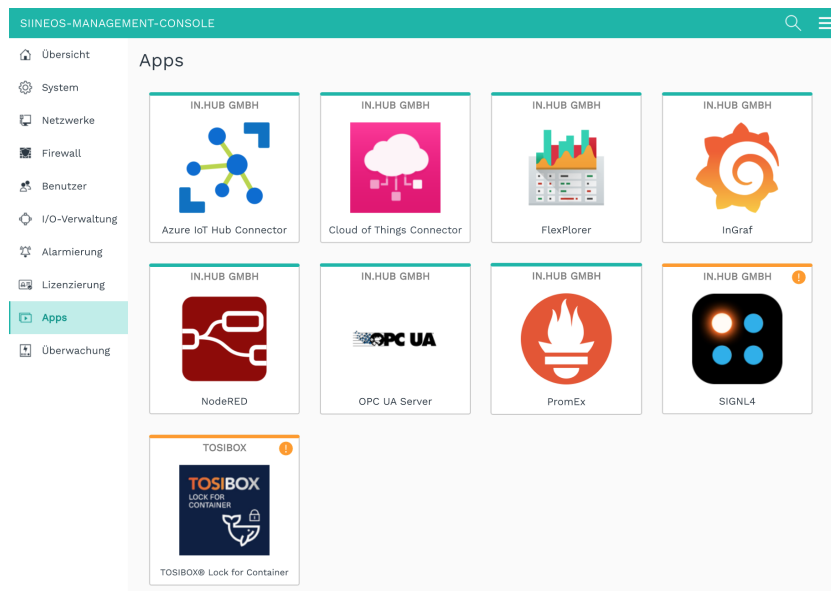 SIINEOS-MANAGEMENT-CONSOLE
Übersicht
System
Netzwerke
Firewall
Benutzer
I/O-Verwaltung
Alarmierung
Lizenzierung
Apps
Überwachung
Apps
IN.HUB GMBH
Azure IoT Hub Connector
IN.HUB GMBH
Cloud of Things Connector
IN.HUB GMBH
FlexPlorer
IN.HUB GMBH
InGraf
IN.HUB GMBH
NodeRED
IN.HUB GMBH
OPC UA
OPC UA Server
IN.HUB GMBH
PromEx
IN.HUB GMBH
!
SIGNL4
TOSIBOX
!
TOSIBOX
LOCK FOR
CONTAINER
TOSIBOX® Lock for Container